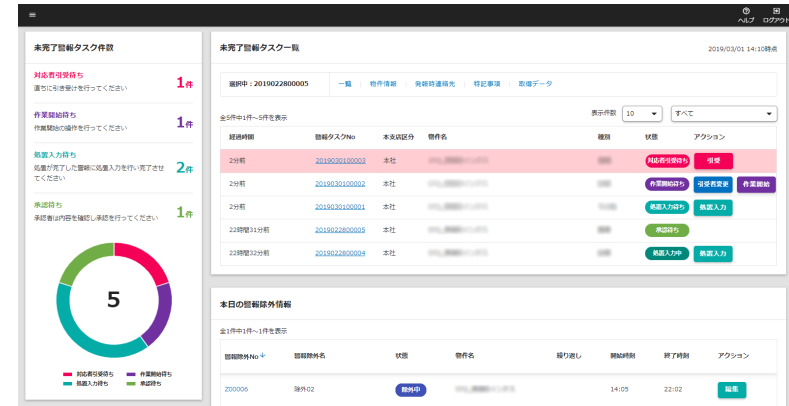 ヘルプ ログアウト
未完了警報タスク件数
対応者引受待ち
直ちに引き受けを行ってください
1件
作業開始待ち
作業開始の操作を行ってください
1件
処置入力待ち
処置が完了した警報に処置入力を行い完了させ
てください
2件
承認待ち
承認者は内容を確認し承認を行ってください
1件
5
対応者引受待ち 作業開始待ち
処置入力待ち 承認待ち
未完了警報タスク一覧
2019/03/01 14:10時点
選択中：2019022800005 一覧 物件情報 発報時連絡先 特記事項 取得データ
全5件中1件～5件を表示
表示件数 10 すべて
経過時間 警報タスクNo 本支店区分 物件名 種別 状態 アクション
2分前 2019030100003 本社 対応者引受待ち 引受
2分前 2019030100002 本社 作業開始待ち 引受者変更 作業開始
2分前 2019030100001 本社 処置入力待ち 処置入力
22時間31分前 2019022800005 本社 承認待ち
22時間32分前 2019022800004 本社 処置入力中 処置入力
本日の警報除外情報
全1件中1件～1件を表示
警報除外No 警報除外名 状態 物件名 繰り返し 開始時刻 終了時刻 アクション
Z00006 除外02 除外中 14:05 22:02 編集